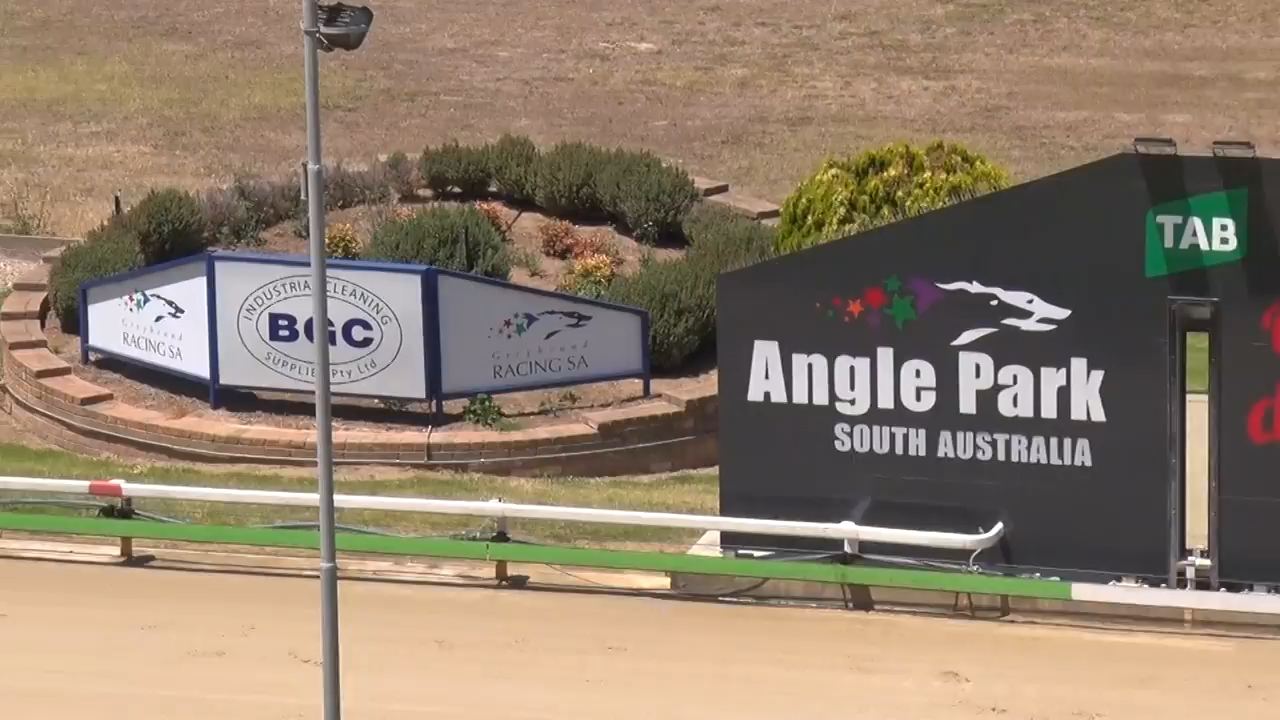 Greyhound
RACING SA
INDUSTRIAL CLEANING
BGC
SUPPLIES Pty Ltd
Greyhound
RACING SA
TAB
Angle Park
SOUTH AUSTRALIA